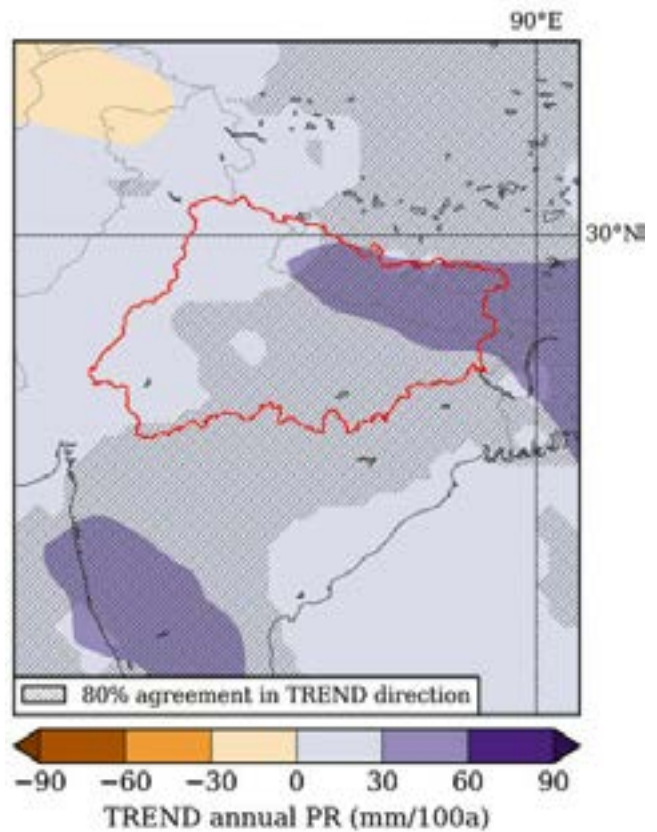 90°E
30°N
80% agreement in TREND direction
−90 −60 −30 0 30 60 90
TREND annual PR (mm/100a)